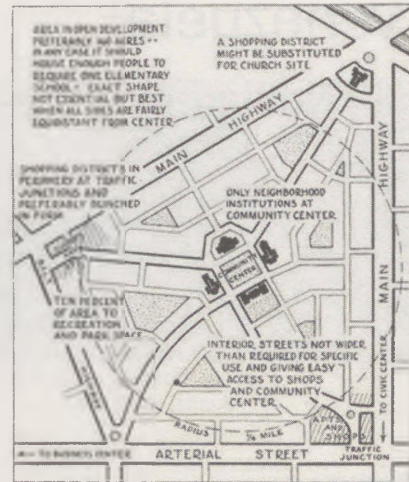 AREA IN OPEN DEVELOPMENT
PREFERABLY 160 ACRES ••
IN ANY CASE IT SHOULD
HOUSE ENOUGH PEOPLE TO
REQUIRE ONE ELEMENTARY
SCHOOL • EXACT SHAPE
NOT ESSENTIAL BUT BEST
WHEN ALL SIDES ARE FAIRLY
EQUIDISTANT FROM CENTER
A SHOPPING DISTRICT
MIGHT BE SUBSTITUTED
FOR CHURCH SITE
MAIN HIGHWAY
HIGHWAY
MAIN
SHOPPING DISTRICTS IN
PERIPHERY AT TRAFFIC
JUNCTIONS AND
PREFERABLY BUNCHED
IN FORM
ONLY NEIGHBORHOOD
INSTITUTIONS AT
COMMUNITY CENTER
COMMUNITY
CENTER
TEN PERCENT
OF AREA TO
RECREATION
AND PARK SPACE
INTERIOR STREETS NOT WIDER
THAN REQUIRED FOR SPECIFIC
USE AND GIVING EASY
ACCESS TO SHOPS
AND COMMUNITY
CENTER
TO CIVIC CENTER
HIGHWAY
RADIUS ¼ MILE
APTS
AND
SHOPS
TRAFFIC
JUNCTION
TO BUSINESS CENTER
ARTERIAL STREET